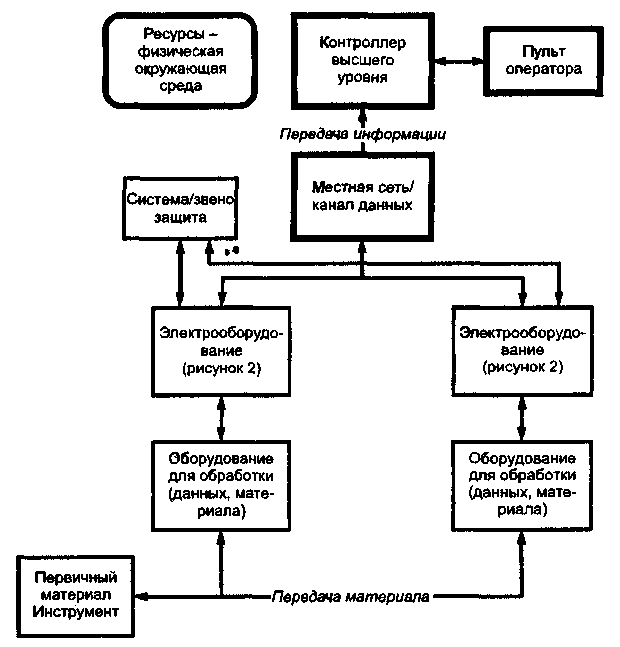 Ресурсы –
физическая
окружающая
среда
Контроллер
высшего
уровня
Пульт
оператора
Передача информации
Местная сеть/
канал данных
Система/звено
защита
Электрооборудо-
вание
(рисунок 2)
Электрооборудо-
вание
(рисунок 2)
Оборудование
для обработки
(данных, мате-
риала)
Оборудование
для обработки
(данных, мате-
риала)
Первичный
материал
Инструмент
Передача материала